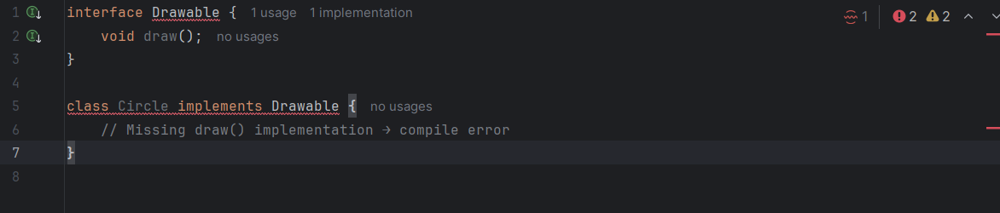 1 interface Drawable { 1 usage 1 implementation
1 2 2
2 void draw(); no usages
3 }
4
5 class Circle implements Drawable { no usages
6 // Missing draw() implementation → compile error
7 }
8